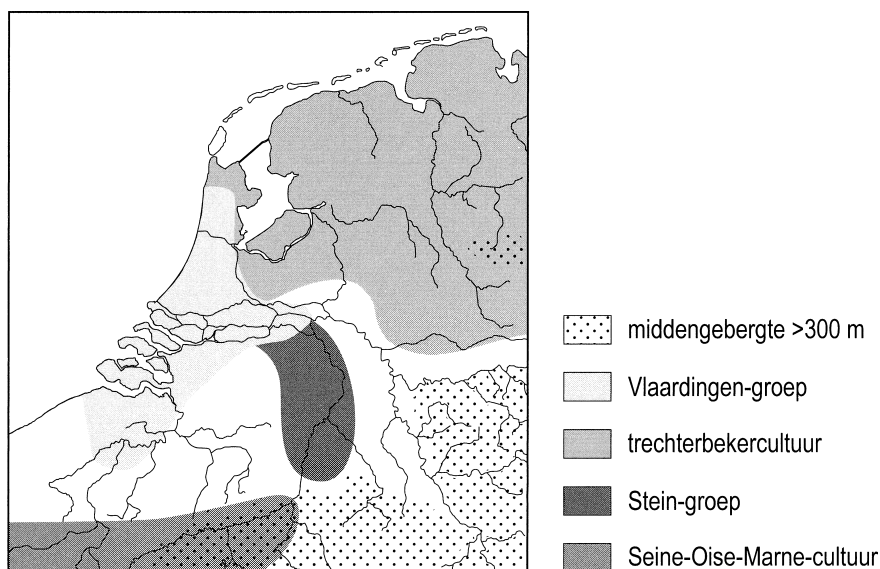 middengebergte >300 m
Vlaardingen-groep
trechterbekercultuur
Stein-groep
Seine-Oise-Marne-cultuur